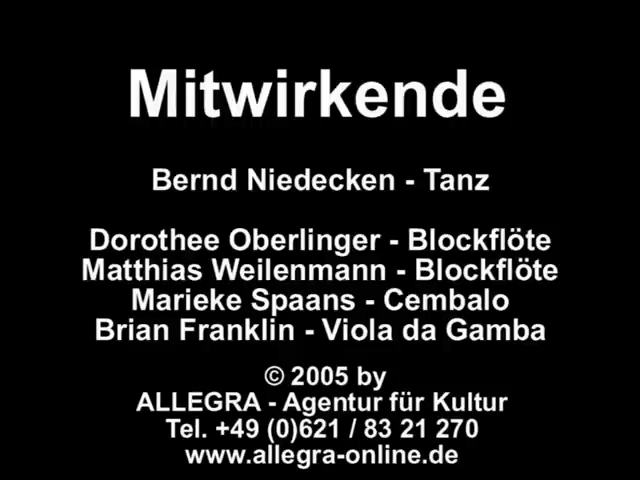 Mitwirkende
Bernd Niedecken - Tanz
Dorothee Oberlinger - Blockflöte
Matthias Weilenmann - Blockflöte
Marieke Spaans - Cembalo
Brian Franklin - Viola da Gamba
© 2005 by
ALLEGRA - Agentur für Kultur
Tel. +49 (0)621 / 83 21 270
www.allegra-online.de